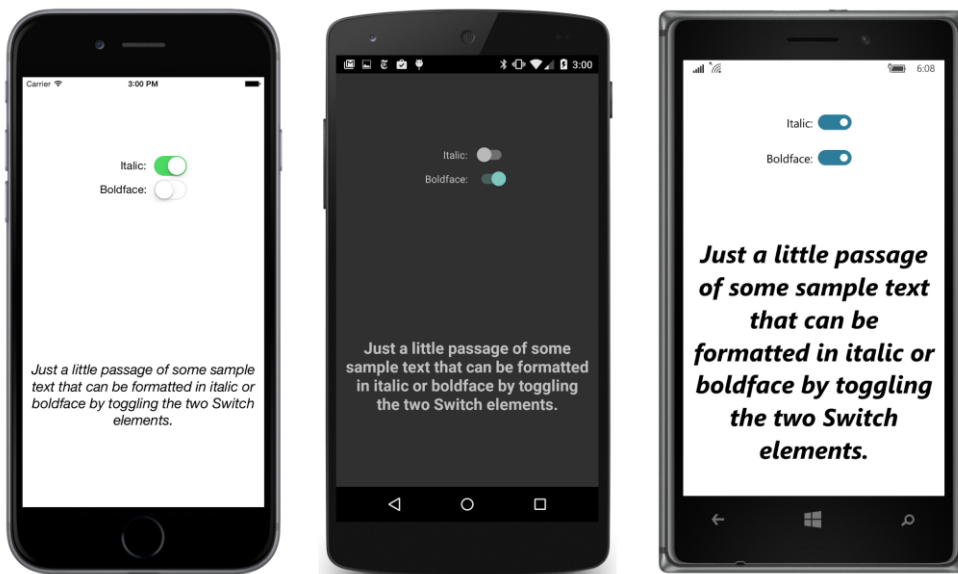 Carrier 3:00 PM
Italic:
Boldface:
Just a little passage of some sample
text that can be formatted in italic or
boldface by toggling the two Switch
elements.
3:00
Italic:
Boldface:
Just a little passage of some
sample text that can be formatted
in italic or boldface by toggling
the two Switch elements.
6:08
Italic:
Boldface:
Just a little passage
of some sample text
that can be
formatted in italic or
boldface by toggling
the two Switch
elements.